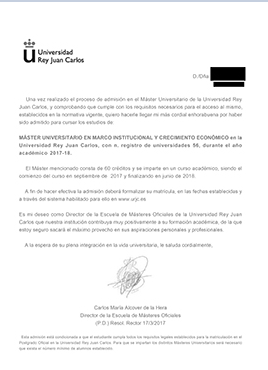 Universidad
Rey Juan Carlos
D./Dña
Una vez realizado el proceso de admisión en el Máster Universitario de la Universidad Rey
Juan Carlos, y comprobando que cumple con los requisitos necesarios para el acceso al mismo,
establecidos en la normativa vigente, quiero hacerle llegar mi más cordial enhorabuena por haber
sido admitido para cursar los estudios de
MÁSTER UNIVERSITARIO EN MARCO INSTITUCIONAL Y CRECIMIENTO ECONÓMICO en la
Universidad Rey Juan Carlos, con n. registro de universidades 56, durante el año
académico 2017-18.
El Máster mencionado consta de 60 créditos y se imparte en un curso académico, siendo el
comienzo del curso en septiembre de 2017 y finalizando en junio de 2018.
A fin de hacer efectiva la admisión deberá formalizar su matrícula, en las fechas establecidas y
a través del sistema habilitado para ello en www.urjc.es
Es mi deseo como Director de la Escuela de Másteres Oficiales de la Universidad Rey Juan
Carlos que nuestra institución contribuya muy positivamente a su formación académica, de la que
estoy seguro sacará el máximo provecho en sus aspiraciones personales y profesionales.
A la espera de su plena integración en la vida universitaria, le saluda cordialmente,
Carlos María Alcover de la Hera
Director de la Escuela de Másteres Oficiales
(P.D.) Resol. Rector 17/3/2017
Esta admisión está condicionada a que el estudiante cumpla todos los requisitos legales establecidos para la matriculación en el
Postgrado Oficial en la Universidad Rey Juan Carlos. Para que se impartan los distintos Másteres Universitarios será necesario
que exista el número mínimo de alumnos establecido.